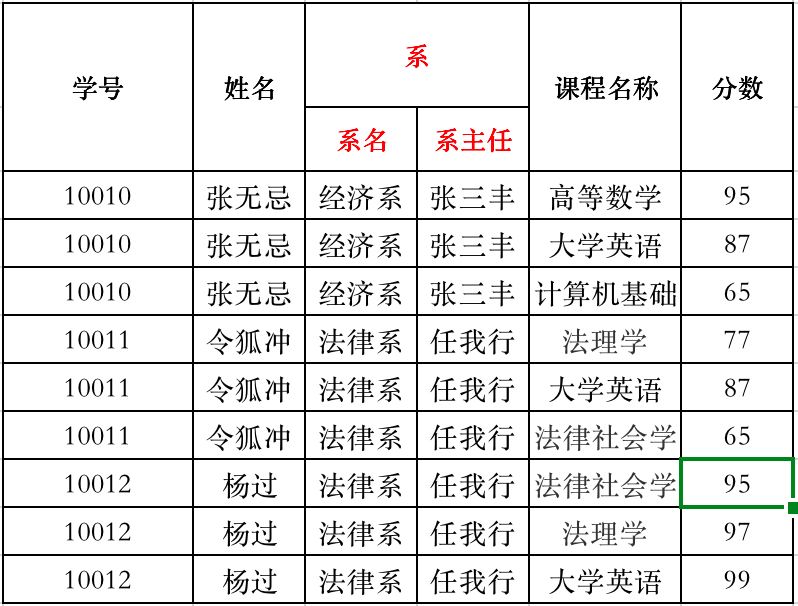 学号 姓名 系 课程名称 分数
系名 系主任
10010 张无忌 经济系 张三丰 高等数学 95
10010 张无忌 经济系 张三丰 大学英语 87
10010 张无忌 经济系 张三丰 计算机基础 65
10011 令狐冲 法律系 任我行 法理学 77
10011 令狐冲 法律系 任我行 大学英语 87
10011 令狐冲 法律系 任我行 法律社会学 65
10012 杨过 法律系 任我行 法律社会学 95
10012 杨过 法律系 任我行 法理学 97
10012 杨过 法律系 任我行 大学英语 99